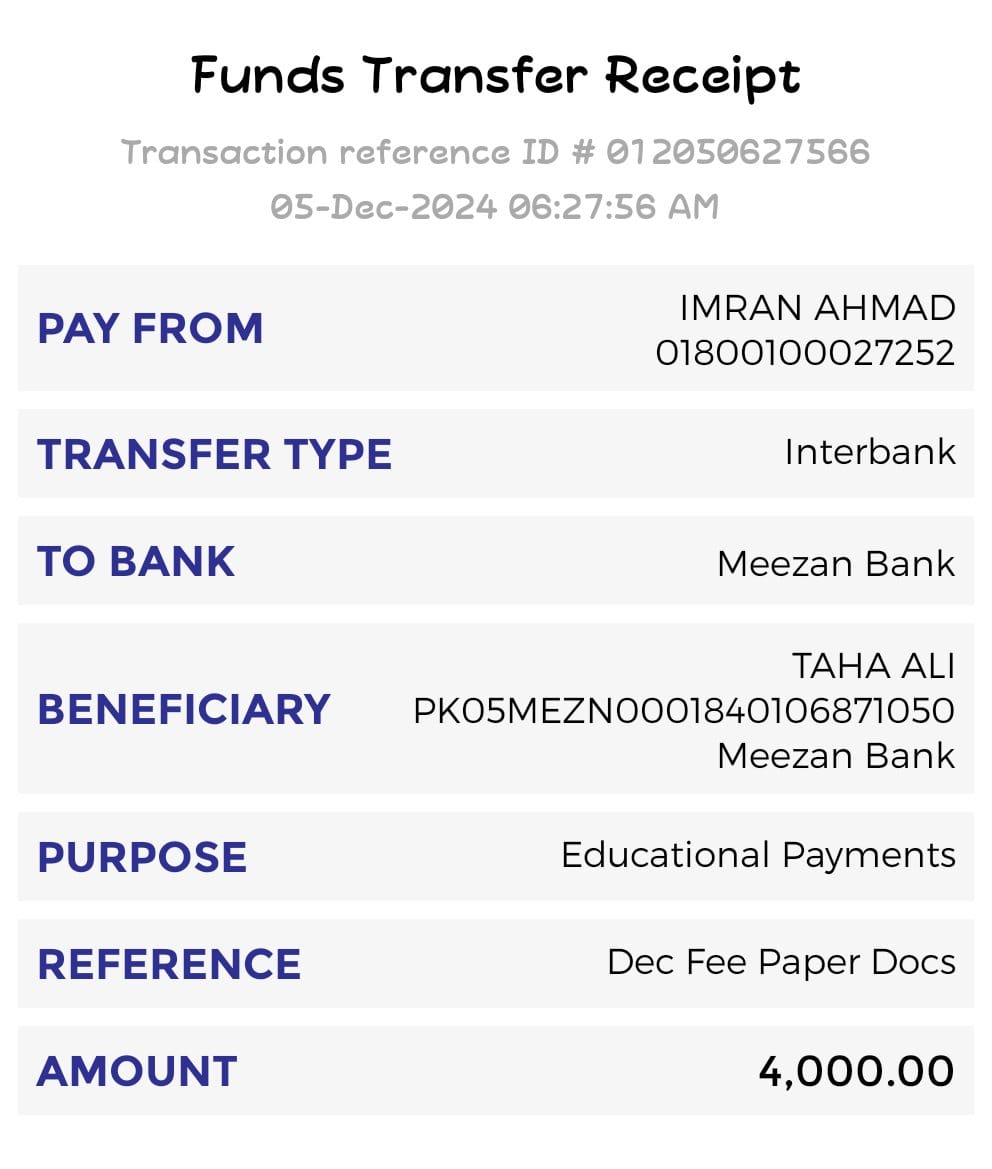 Funds Transfer Receipt
Transaction reference ID # 012050627566
05-Dec-2024 06:27:56 AM
PAY FROM
IMRAN AHMAD
01800100027252
TRANSFER TYPE
Interbank
TO BANK
Meezan Bank
BENEFICIARY
TAHA ALI
PK05MEZN0001840106871050
Meezan Bank
PURPOSE
Educational Payments
REFERENCE
Dec Fee Paper Docs
AMOUNT
4,000.00